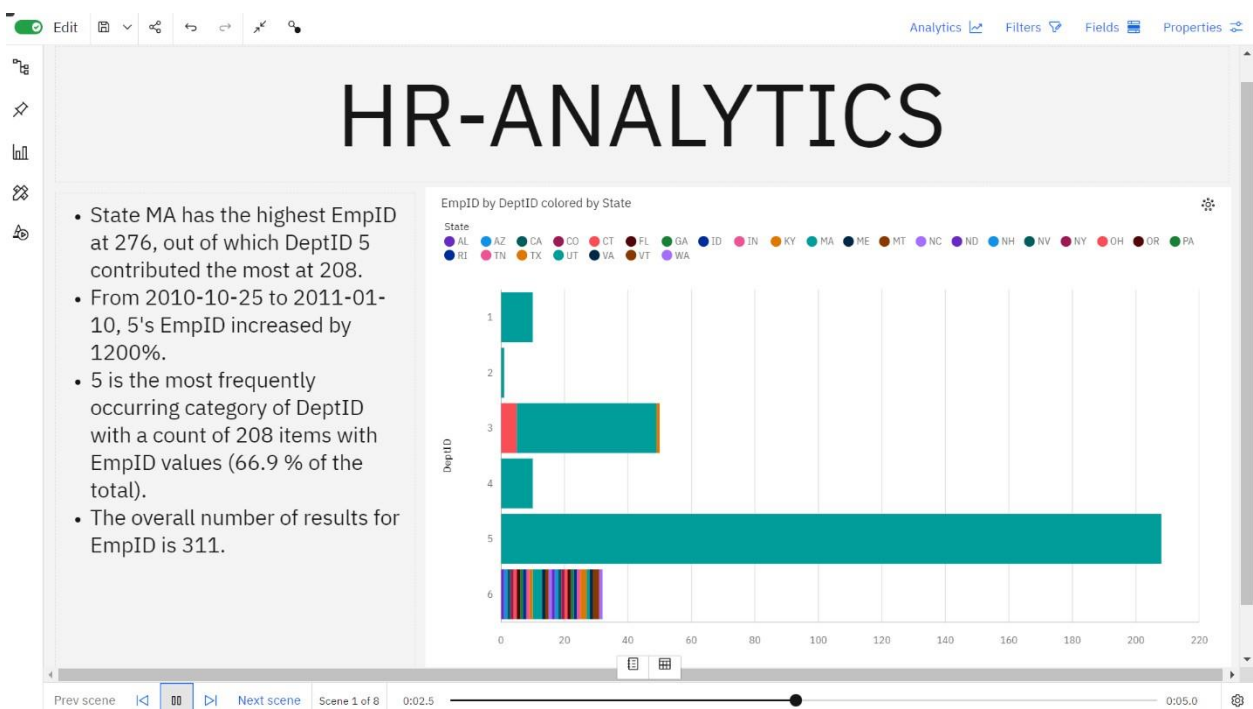 Edit
Analytics Filters Fields Properties
HR-ANALYTICS
• State MA has the highest EmpID
at 276, out of which DeptID 5
contributed the most at 208.
• From 2010-10-25 to 2011-01-
10, 5's EmpID increased by
1200%.
• 5 is the most frequently
occurring category of DeptID
with a count of 208 items with
EmpID values (66.9 % of the
total).
• The overall number of results for
EmpID is 311.
EmpID by DeptID colored by State
State
AL AZ CA CO CT FL GA ID IN KY MA ME MT NC ND NH NV NY OH OR PA
RI TN TX UT VA VT WA
DeptID
1
2
3
4
5
6
0 20 40 60 80 100 120 140 160 180 200 220
Prev scene Next scene Scene 1 of 8 0:02.5 0:05.0